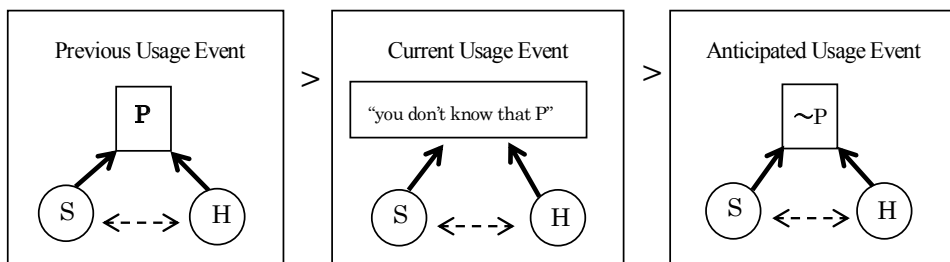 Previous Usage Event
P
S
H
>
Current Usage Event
“you don’t know that P”
S
H
>
Anticipated Usage Event
～P
S
H